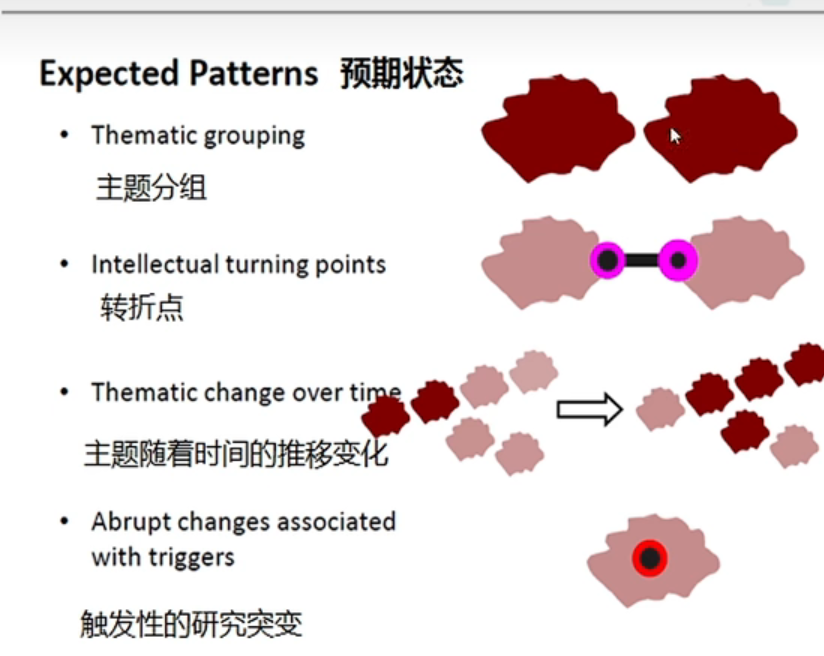 Expected Patterns 预期状态
• Thematic grouping
主题分组
• Intellectual turning points
转折点
• Thematic change over time
主题随着时间的推移变化
• Abrupt changes associated
with triggers
触发性的研究突变